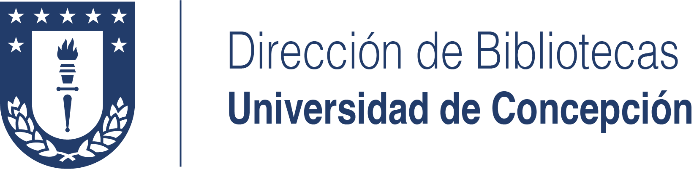 Dirección de Bibliotecas
Universidad de Concepción